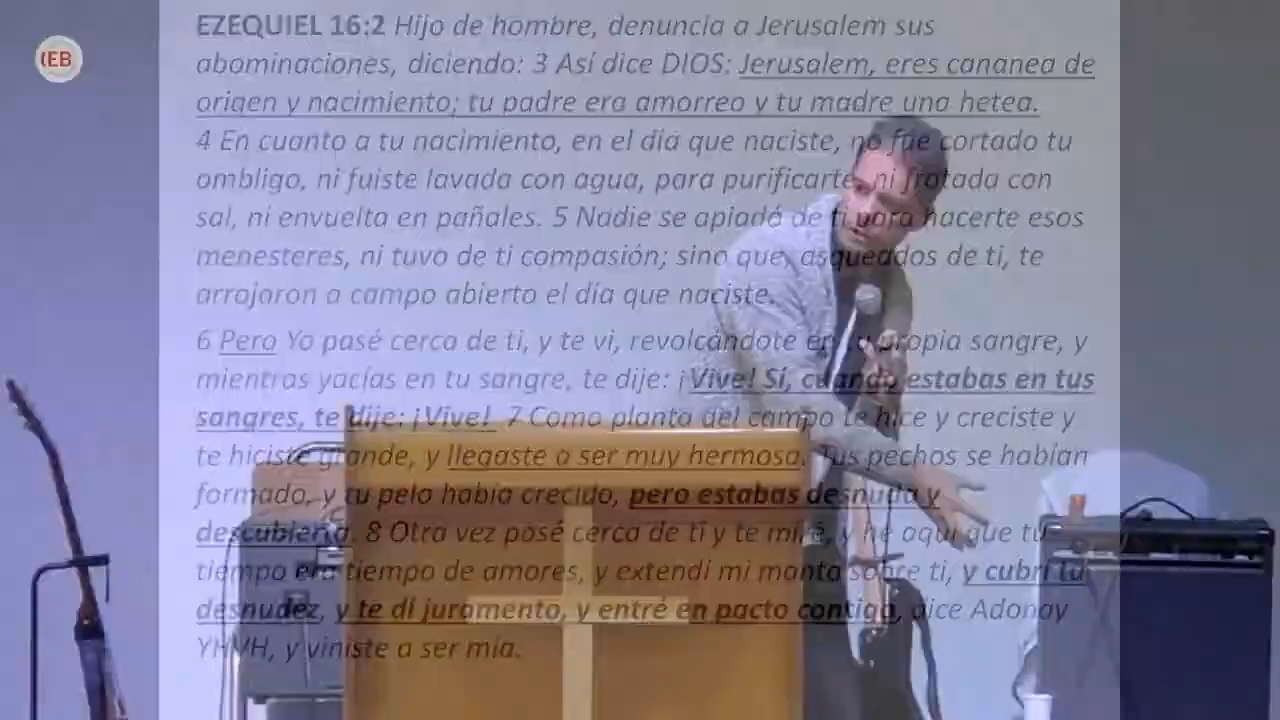 IEB
EZEQUIEL 16:2 Hijo de hombre, denuncia a Jerusalem sus
abominaciones, diciendo: 3 Así dice DIOS: Jerusalem, eres cananea de
origen y nacimiento; tu padre era amorreo y tu madre una hetea.
4 En cuanto a tu nacimiento, en el día que naciste, no fue cortado tu
ombligo, ni fuiste lavada con agua, para purificarte, ni frotada con
sal, ni envuelta en pañales. 5 Nadie se apiadó de ti para hacerte esos
menesteres, ni tuvo de ti compasión; sino que, asqueados de ti, te
arrojaron a campo abierto el día que naciste.
6 Pero Yo pasé cerca de ti, y te vi, revolcándote en tu propia sangre, y
mientras yacías en tu sangre, te dije: ¡Vive! Sí, cuando estabas en tus
sangres, te dije: ¡Vive! 7 Como planta del campo te hice y creciste y
te hiciste grande, y llegaste a ser muy hermosa. Tus pechos se habían
formado, y tu pelo había crecido, pero estabas desnuda y
descubierta. 8 Otra vez pasé cerca de ti y te miré, y he aquí que tu
tiempo era tiempo de amores, y extendí mi manto sobre ti, y cubrí tu
desnudez, y te di juramento, y entré en pacto contigo, dice Adonay
YHVH, y viniste a ser mía.